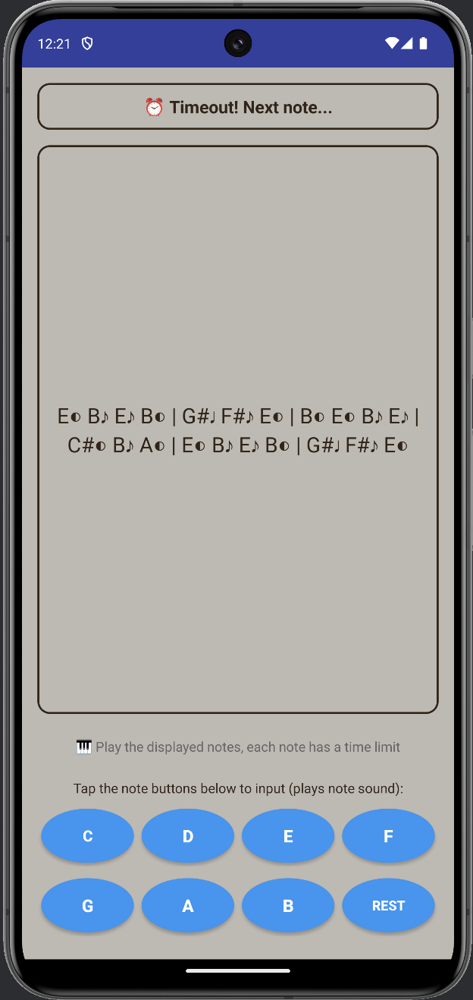 12:21
⏰ Timeout! Next note...
E◐ B♪ E♪ B◐ | G#♩ F#♪ E◐ | B◐ E◐ B♪ E♪ |
C#◐ B♪ A◐ | E◐ B♪ E♪ B◐ | G#♩ F#♪ E◐
🎹 Play the displayed notes, each note has a time limit
Tap the note buttons below to input (plays note sound):
C D E F
G A B REST